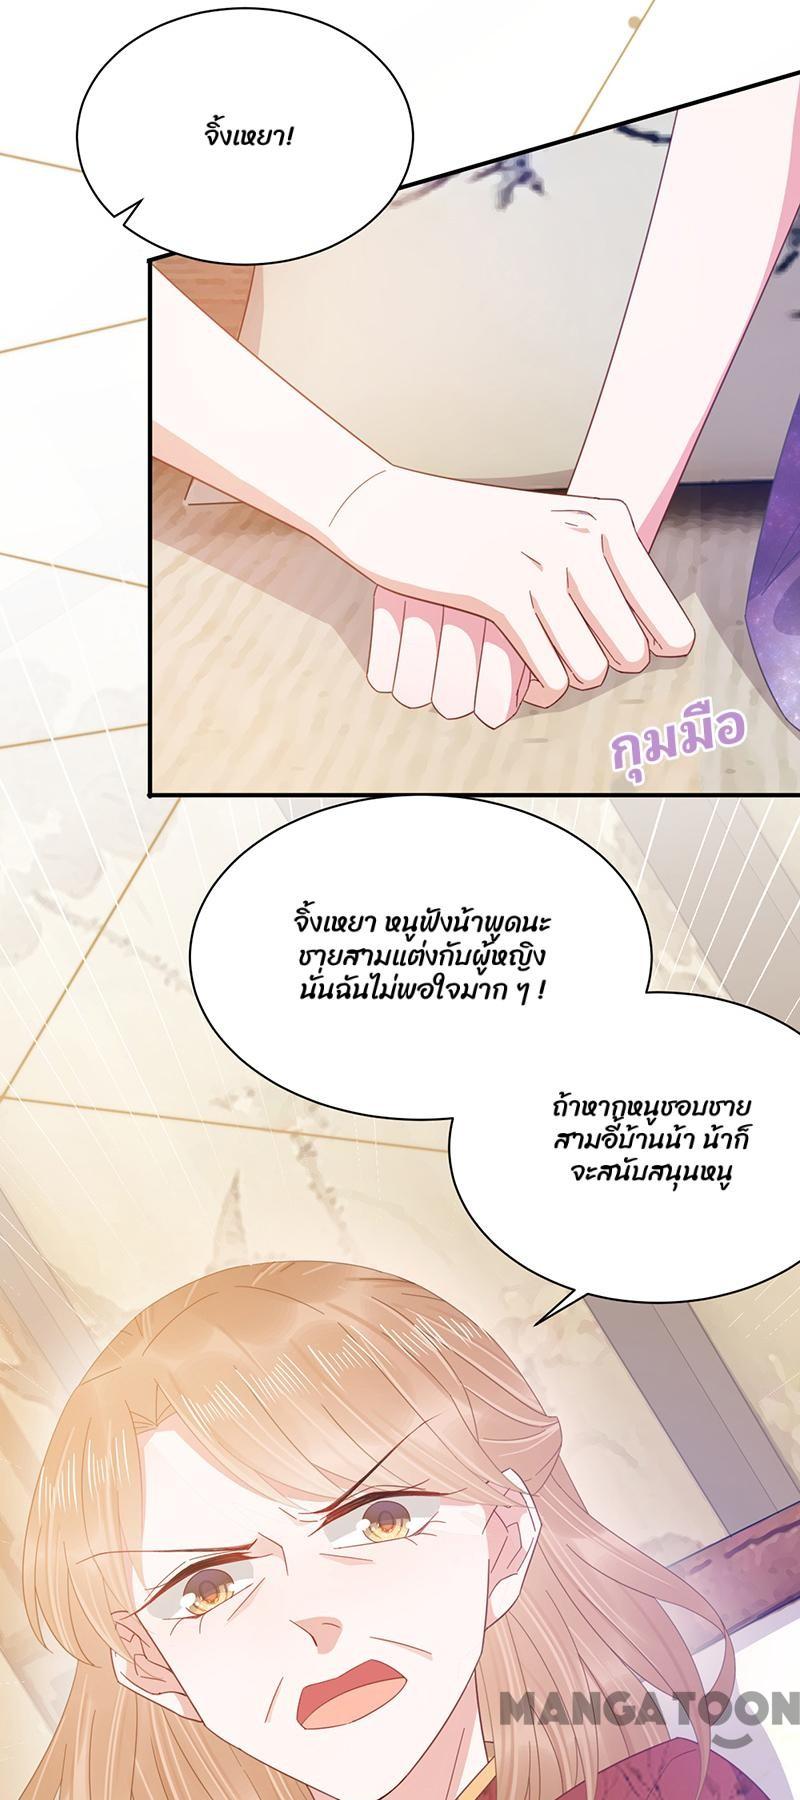 จิ้งเหยา!
กุมมือ
จิ้งเหยา หนูฟังน้าพูดนะ
ชายสามแต่งกับผู้หญิง
นั่นฉันไม่พอใจมาก ๆ !
ถ้าหากหนูชอบชาย
สามอี้บ้านน้า น้าก็
จะสนับสนุนหนู
MANGATOON